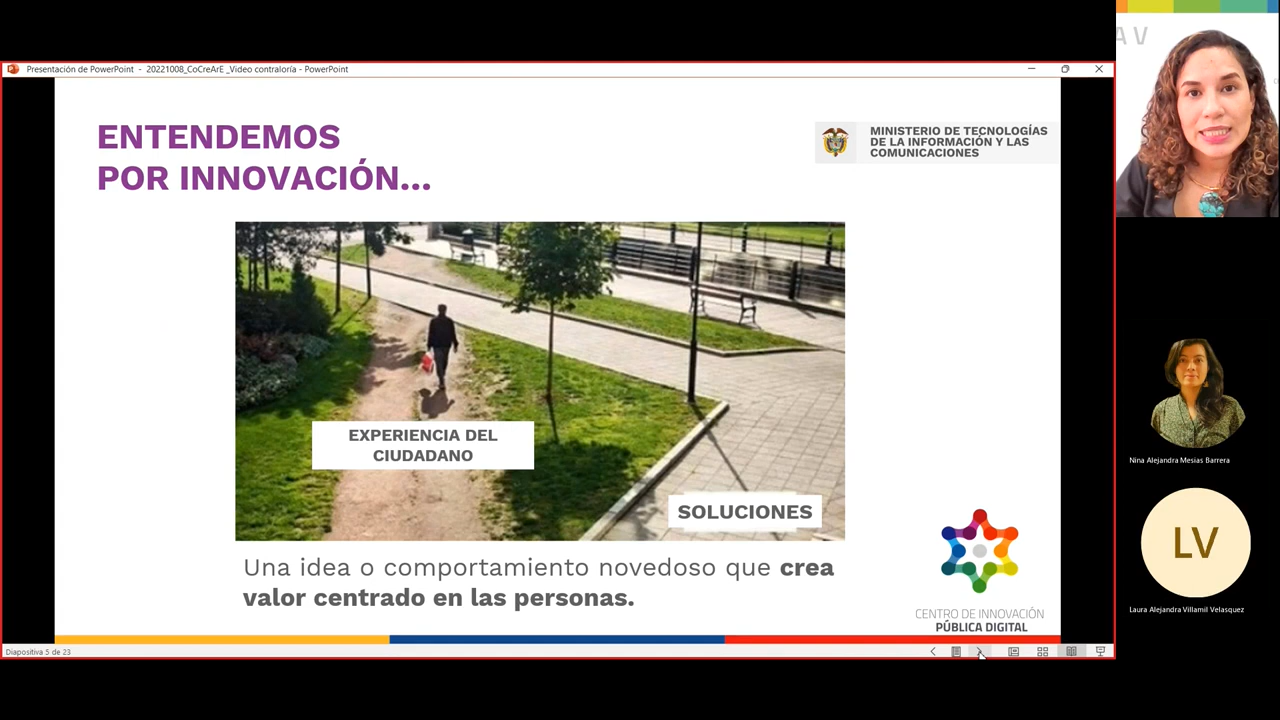 Presentación de PowerPoint - 20221008_CoCreArE _Video contraloría - PowerPoint
ENTENDEMOS
POR INNOVACIÓN...
MINISTERIO DE TECNOLOGÍAS
DE LA INFORMACIÓN Y LAS
COMUNICACIONES
EXPERIENCIA DEL
CIUDADANO
SOLUCIONES
Una idea o comportamiento novedoso que crea
valor centrado en las personas.
CENTRO DE INNOVACIÓN
PÚBLICA DIGITAL
Diapositiva 5 de 23
A V
Nina Alejandra Mesias Barrera
LV
Laura Alejandra Villamil Velasquez